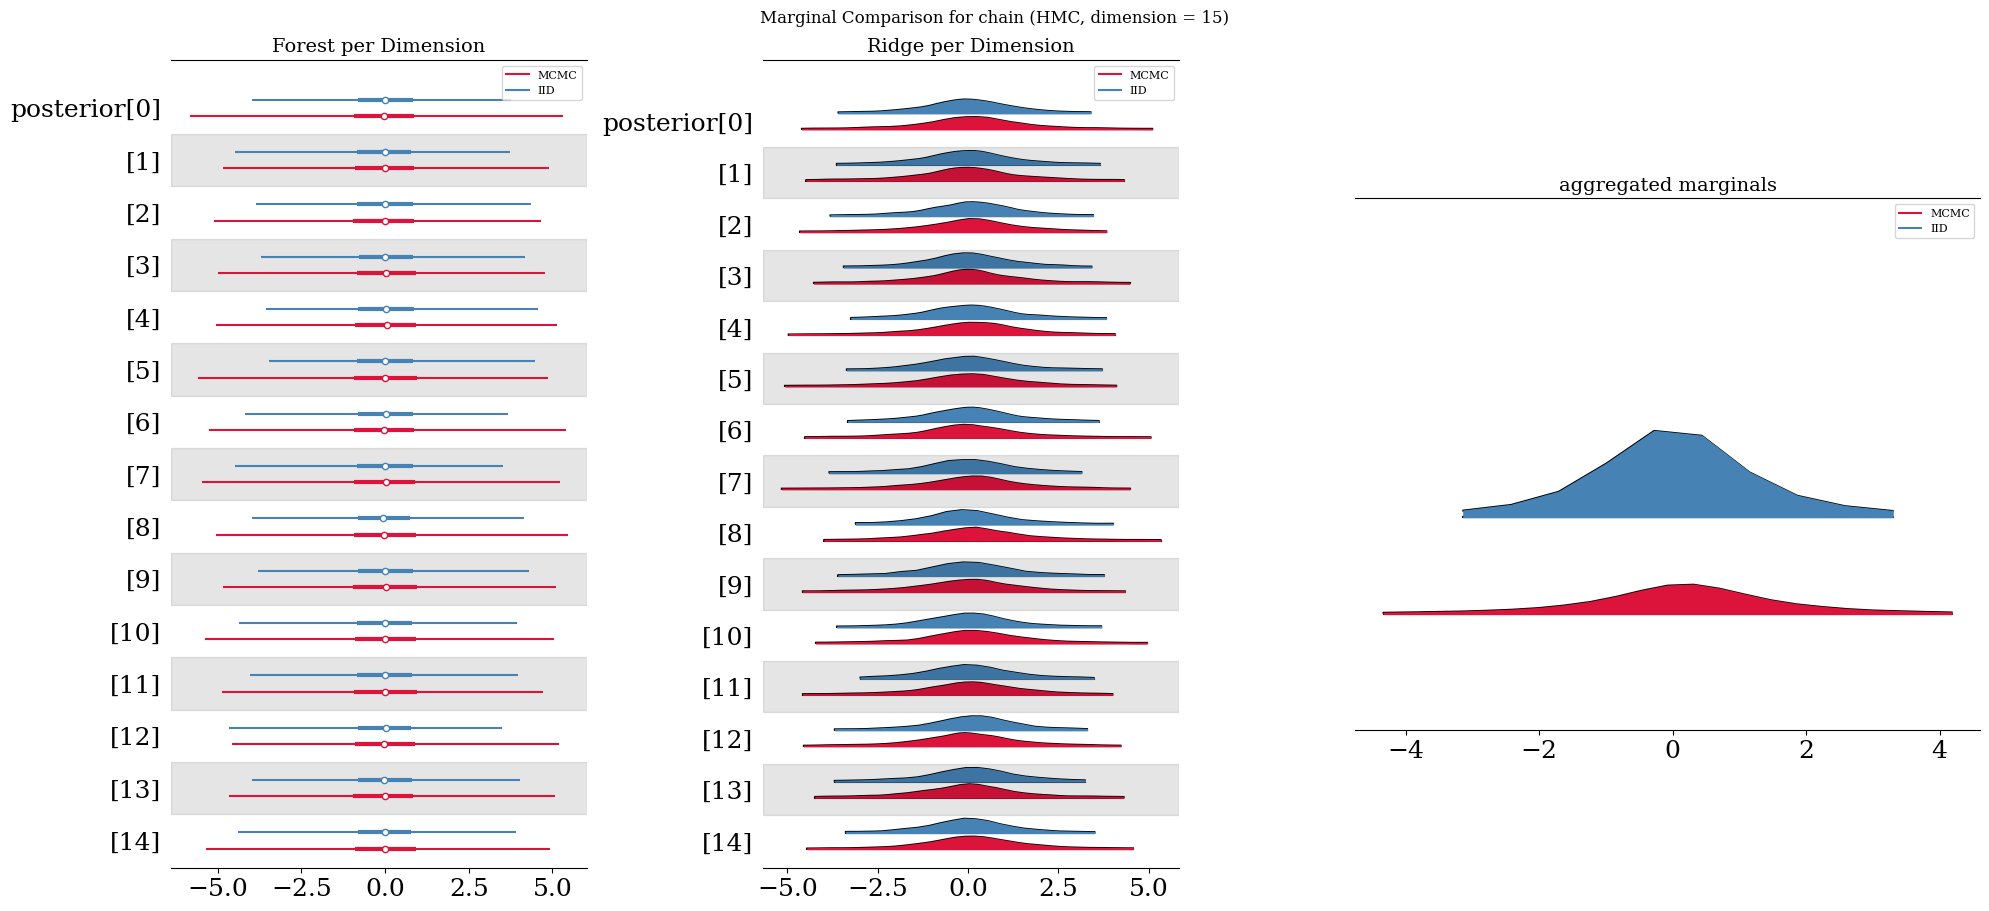 Marginal Comparison for chain (HMC, dimension = 15)
Forest per Dimension
MCMC
IID
posterior[0]
[1]
[2]
[3]
[4]
[5]
[6]
[7]
[8]
[9]
[10]
[11]
[12]
[13]
[14]
−5.0 −2.5 0.0 2.5 5.0
Ridge per Dimension
MCMC
IID
posterior[0]
[1]
[2]
[3]
[4]
[5]
[6]
[7]
[8]
[9]
[10]
[11]
[12]
[13]
[14]
−5.0 −2.5 0.0 2.5 5.0
aggregated marginals
MCMC
IID
−4 −2 0 2 4